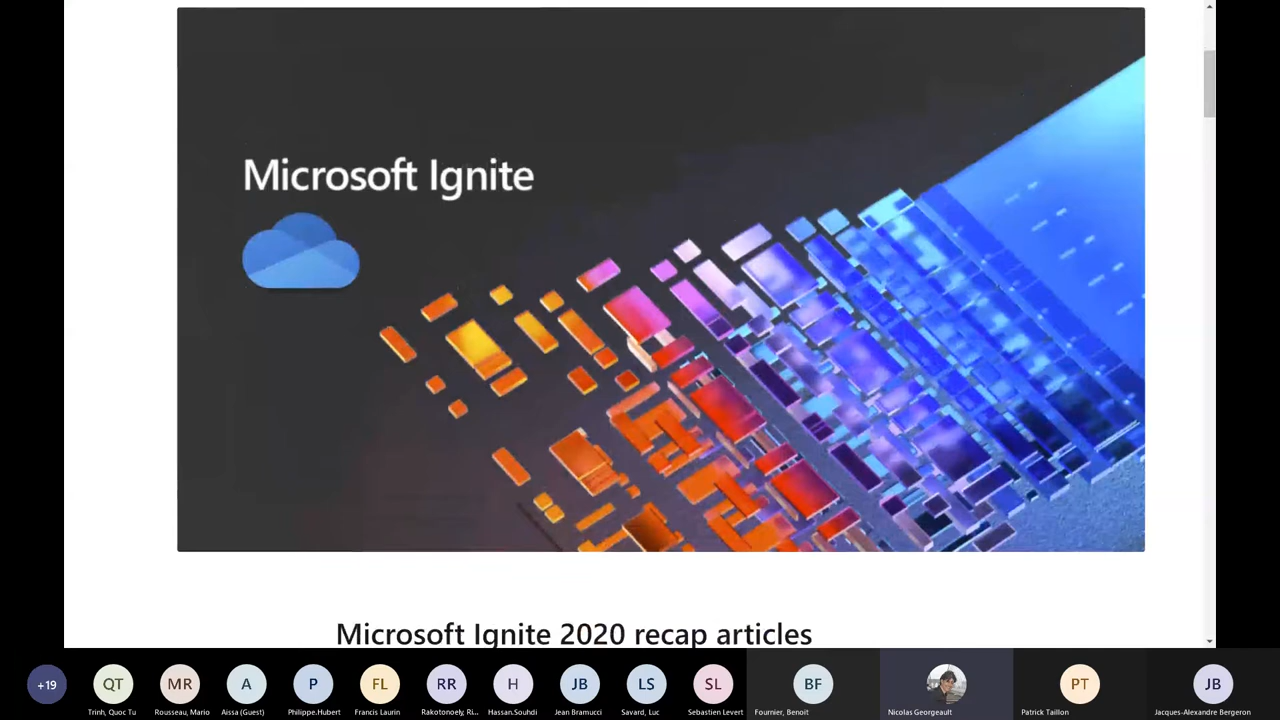 Microsoft Ignite
Microsoft Ignite 2020 recap articles
+19
QT
MR
A
P
FL
RR
H
JB
LS
SL
BF
PT
JB
Trinh, Quoc Tu
Rousseau, Mario
Aissa (Guest)
Philippe.Hubert
Francis Laurin
Rakotonoely, Ri...
Hassan.Souhdi
Jean Bramucci
Savard, Luc
Sebastien Levert
Fournier, Benoit
Nicolas Georgeault
Patrick Taillon
Jacques-Alexandre Bergeron